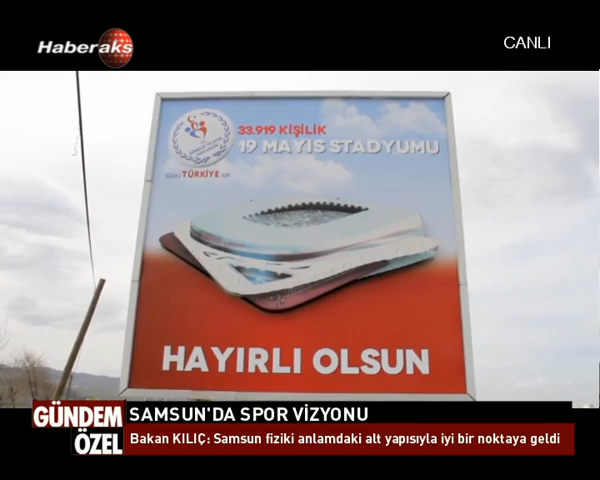 Haberaks
CANLI
33.919 KİŞİLİK
19 MAYIS STADYUMU
TÜRKİYE
HAYIRLI OLSUN
GÜNDEM
ÖZEL
SAMSUN'DA SPOR VİZYONU
Bakan KILIÇ: Samsun fiziki anlamdaki alt yapısıyla iyi bir noktaya geldi